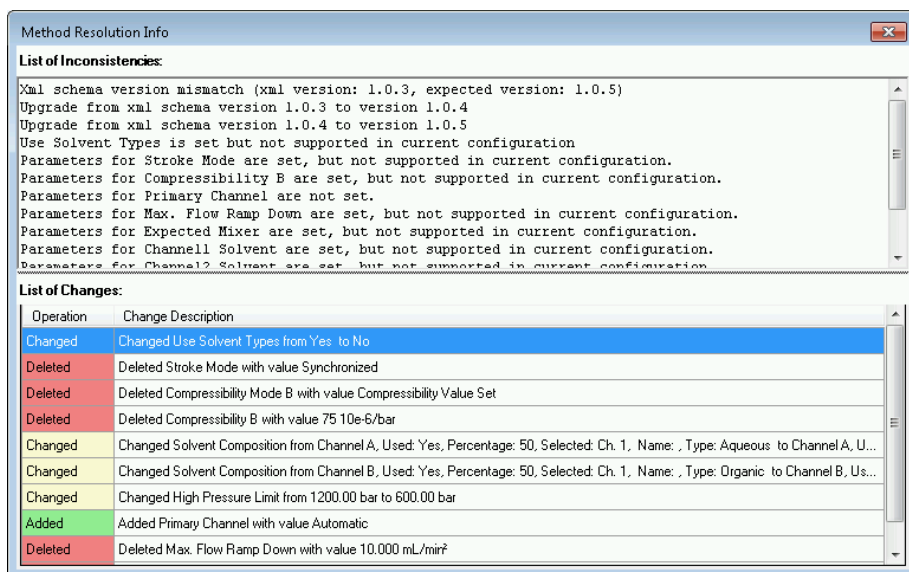 Method Resolution Info
List of Inconsistencies:
Xml schema version mismatch (xml version: 1.0.3, expected version: 1.0.5)
Upgrade from xml schema version 1.0.3 to version 1.0.4
Upgrade from xml schema version 1.0.4 to version 1.0.5
Use Solvent Types is set but not supported in current configuration
Parameters for Stroke Mode are set, but not supported in current configuration.
Parameters for Compressibility B are set, but not supported in current configuration.
Parameters for Primary Channel are not set.
Parameters for Max. Flow Ramp Down are set, but not supported in current configuration.
Parameters for Expected Mixer are set, but not supported in current configuration.
Parameters for Channel1 Solvent are set, but not supported in current configuration.
Parameters for Channel2 Solvent are set, but not supported in current configuration
List of Changes:
Operation Change Description
Changed Changed Use Solvent Types from Yes to No
Deleted Deleted Stroke Mode with value Synchronized
Deleted Deleted Compressibility Mode B with value Compressibility Value Set
Deleted Deleted Compressibility B with value 75 10e-6/bar
Changed Changed Solvent Composition from Channel A, Used: Yes, Percentage: 50, Selected: Ch. 1, Name: , Type: Aqueous to Channel A, U...
Changed Changed Solvent Composition from Channel B, Used: Yes, Percentage: 50, Selected: Ch. 1, Name: , Type: Organic to Channel B, Us...
Changed Changed High Pressure Limit from 1200.00 bar to 600.00 bar
Added Added Primary Channel with value Automatic
Deleted Deleted Max. Flow Ramp Down with value 10.000 mL/min²